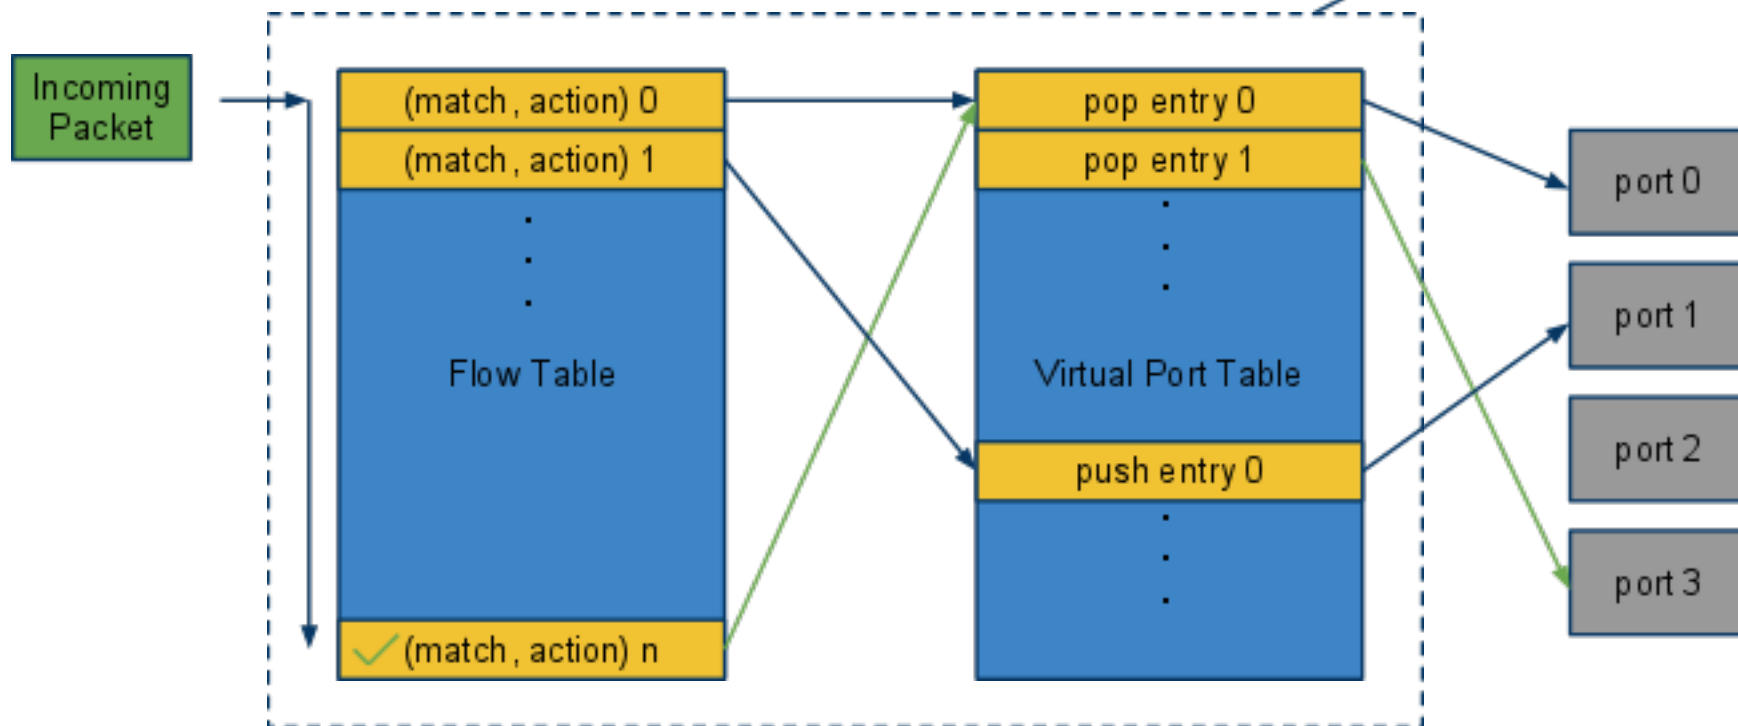 Incoming
Packet
(match, action) 0
(match, action) 1
Flow Table
(match, action) n
pop entry 0
pop entry 1
Virtual Port Table
push entry 0
port 0
port 1
port 2
port 3